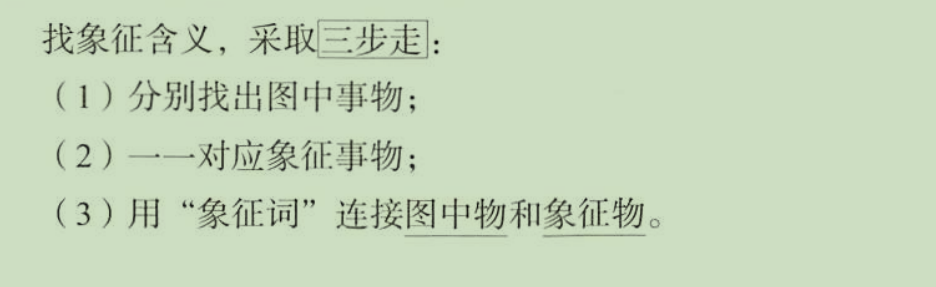 找象征含义，采取三步走：
（1）分别找出图中事物；
（2）一一对应象征事物；
（3）用“象征词”连接图中物和象征物。